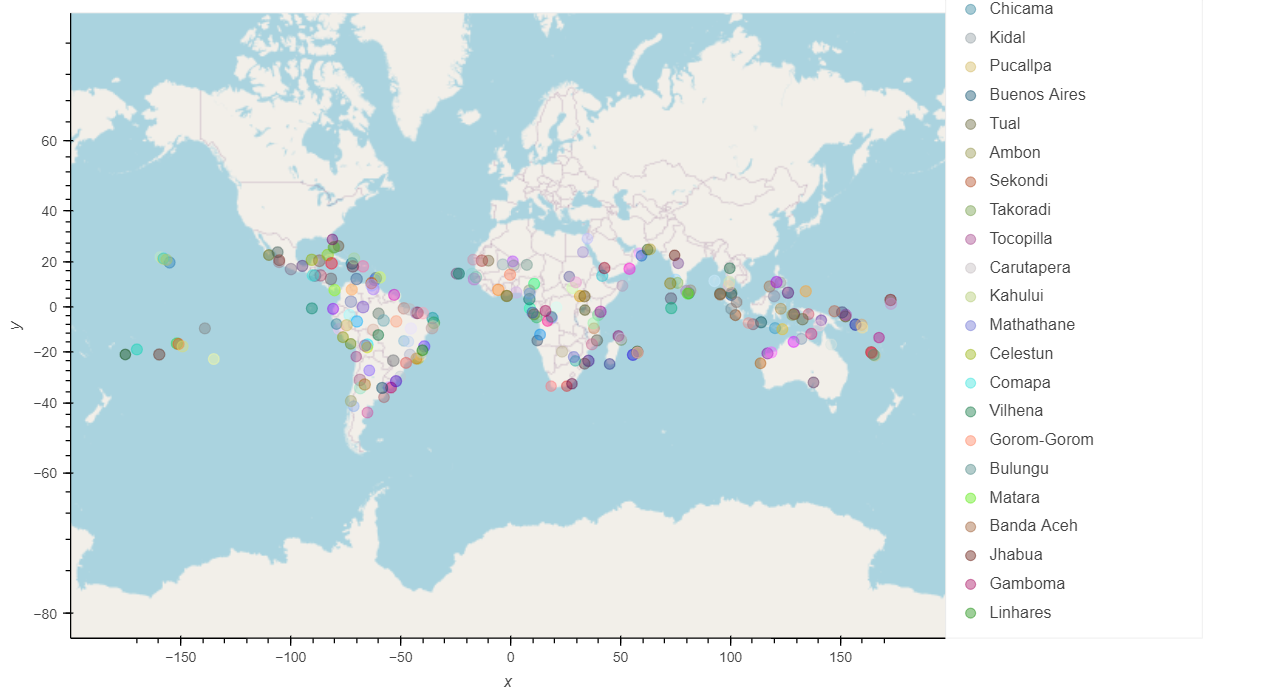 Chicama
Kidal
Pucallpa
Buenos Aires
Tual
Ambon
Sekondi
Takoradi
Tocopilla
Carutapera
Kahului
Mathathane
Celestun
Comapa
Vilhena
Gorom-Gorom
Bulungu
Matara
Banda Aceh
Jhabua
Gamboma
Linhares
60
40
20
0
−20
−40
−60
−80
y
−150
−100
−50
0
50
100
150
x